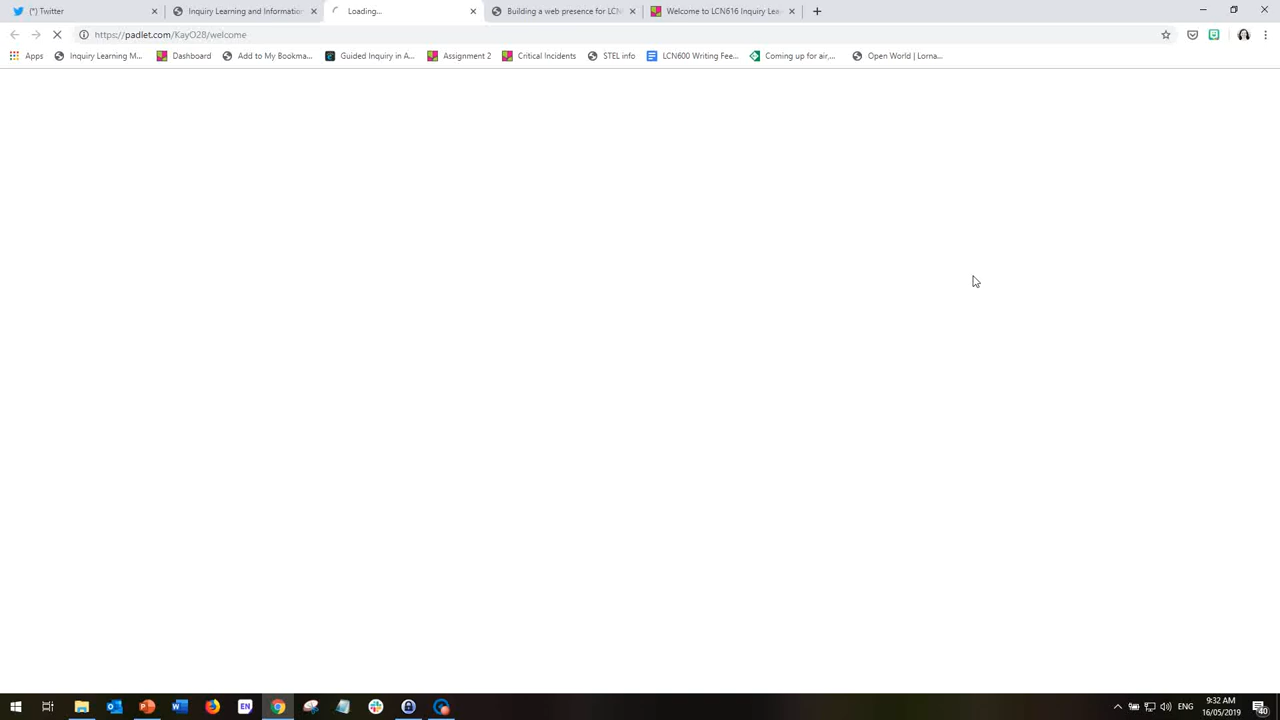 (*) Twitter
Inquiry Learning and Information
Loading...
Building a web presence for LCN
Welcome to LCN616 Inquiry Lea
https://padlet.com/KayO28/welcome
Apps
Inquiry Learning M...
Dashboard
Add to My Bookma...
Guided Inquiry in A...
Assignment 2
Critical Incidents
STEL info
LCN600 Writing Fee...
Coming up for air,...
Open World | Lorna...
EN
ENG
9:32 AM
16/05/2019
40